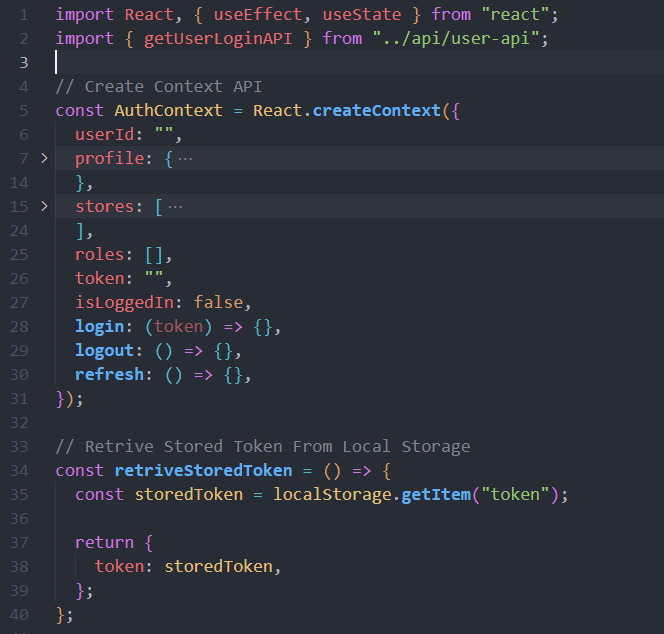 1 import React, { useEffect, useState } from "react";
2 import { getUserLoginAPI } from "../api/user-api";
3
4 // Create Context API
5 const AuthContext = React.createContext({
6 userId: "",
7 profile: { ···
14 },
15 stores: [ ···
24 ],
25 roles: [],
26 token: "",
27 isLoggedIn: false,
28 login: (token) => {},
29 logout: () => {},
30 refresh: () => {},
31 });
32
33 // Retrive Stored Token From Local Storage
34 const retriveStoredToken = () => {
35 const storedToken = localStorage.getItem("token");
36
37 return {
38 token: storedToken,
39 };
40 };